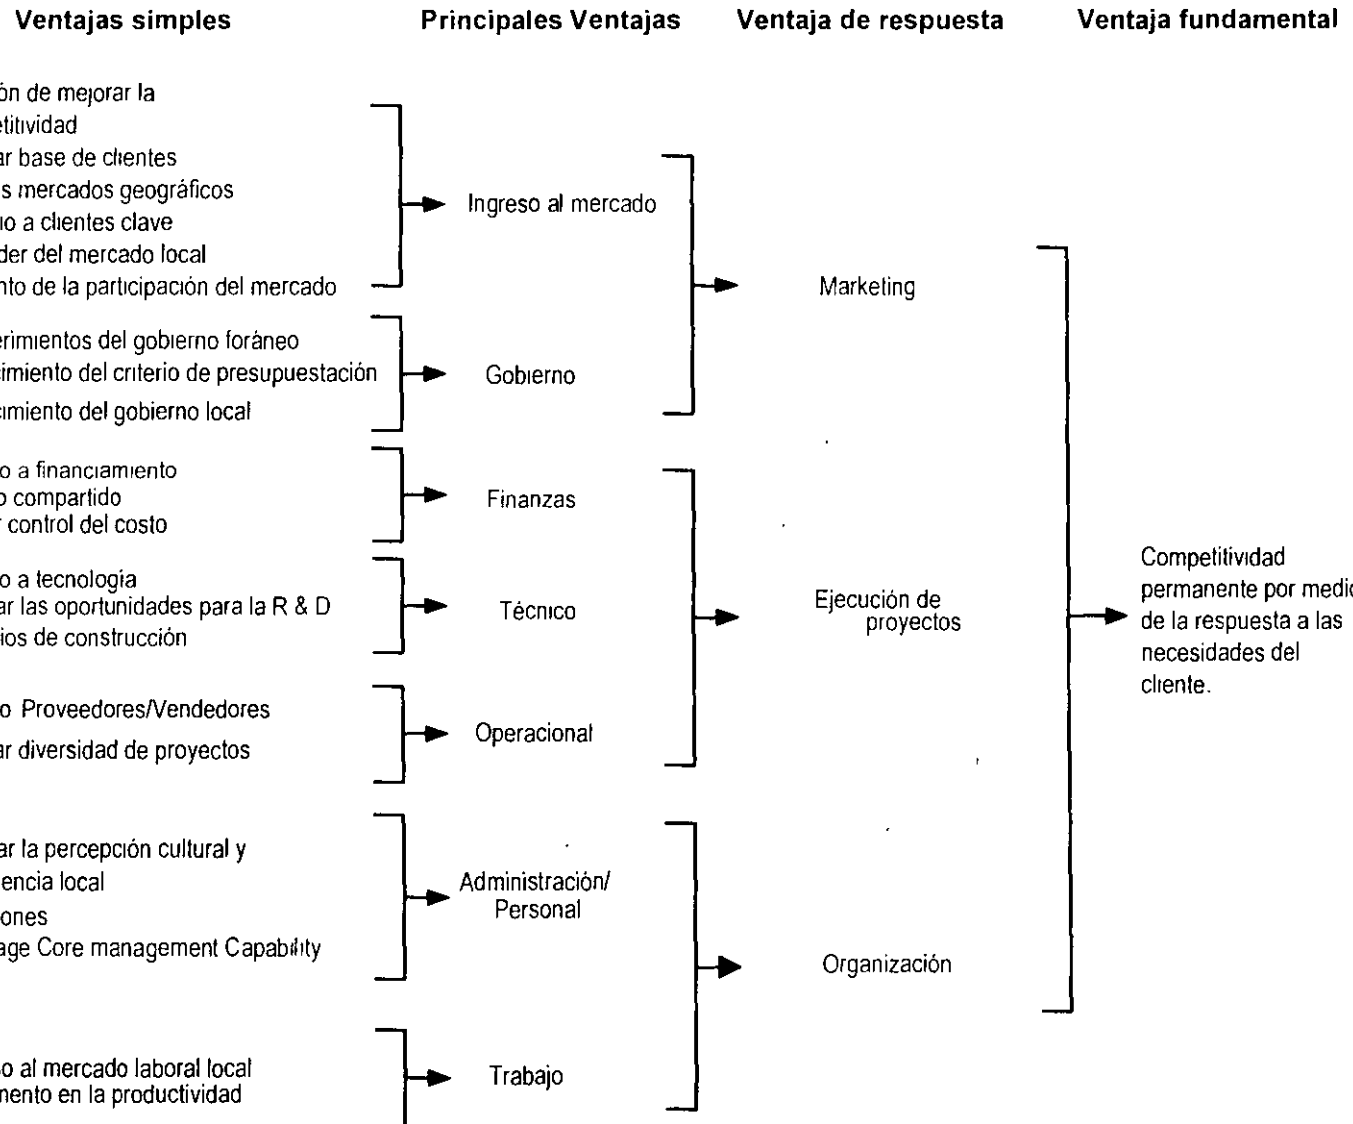 Ventajas simples
ón de mejorar la
etitividad
ar base de clientes
s mercados geográficos
io a clientes clave
der del mercado local
nto de la participación del mercado
erimientos del gobierno foráneo
cimiento del criterio de presupuestación
cimiento del gobierno local
o a financiamiento
o compartido
r control del costo
o a tecnología
ar las oportunidades para la R & D
ios de construcción
o Proveedores/Vendedores
ar diversidad de proyectos
ar la percepción cultural y
encia local
ones
age Core management Capability
o al mercado laboral local
mento en la productividad
Principales Ventajas
Ingreso al mercado
Gobierno
Finanzas
Técnico
Operacional
Administración/
Personal
Trabajo
Ventaja de respuesta
Marketing
Ejecución de
proyectos
Organización
Ventaja fundamental
Competitividad
permanente por medio
de la respuesta a las
necesidades del
cliente.